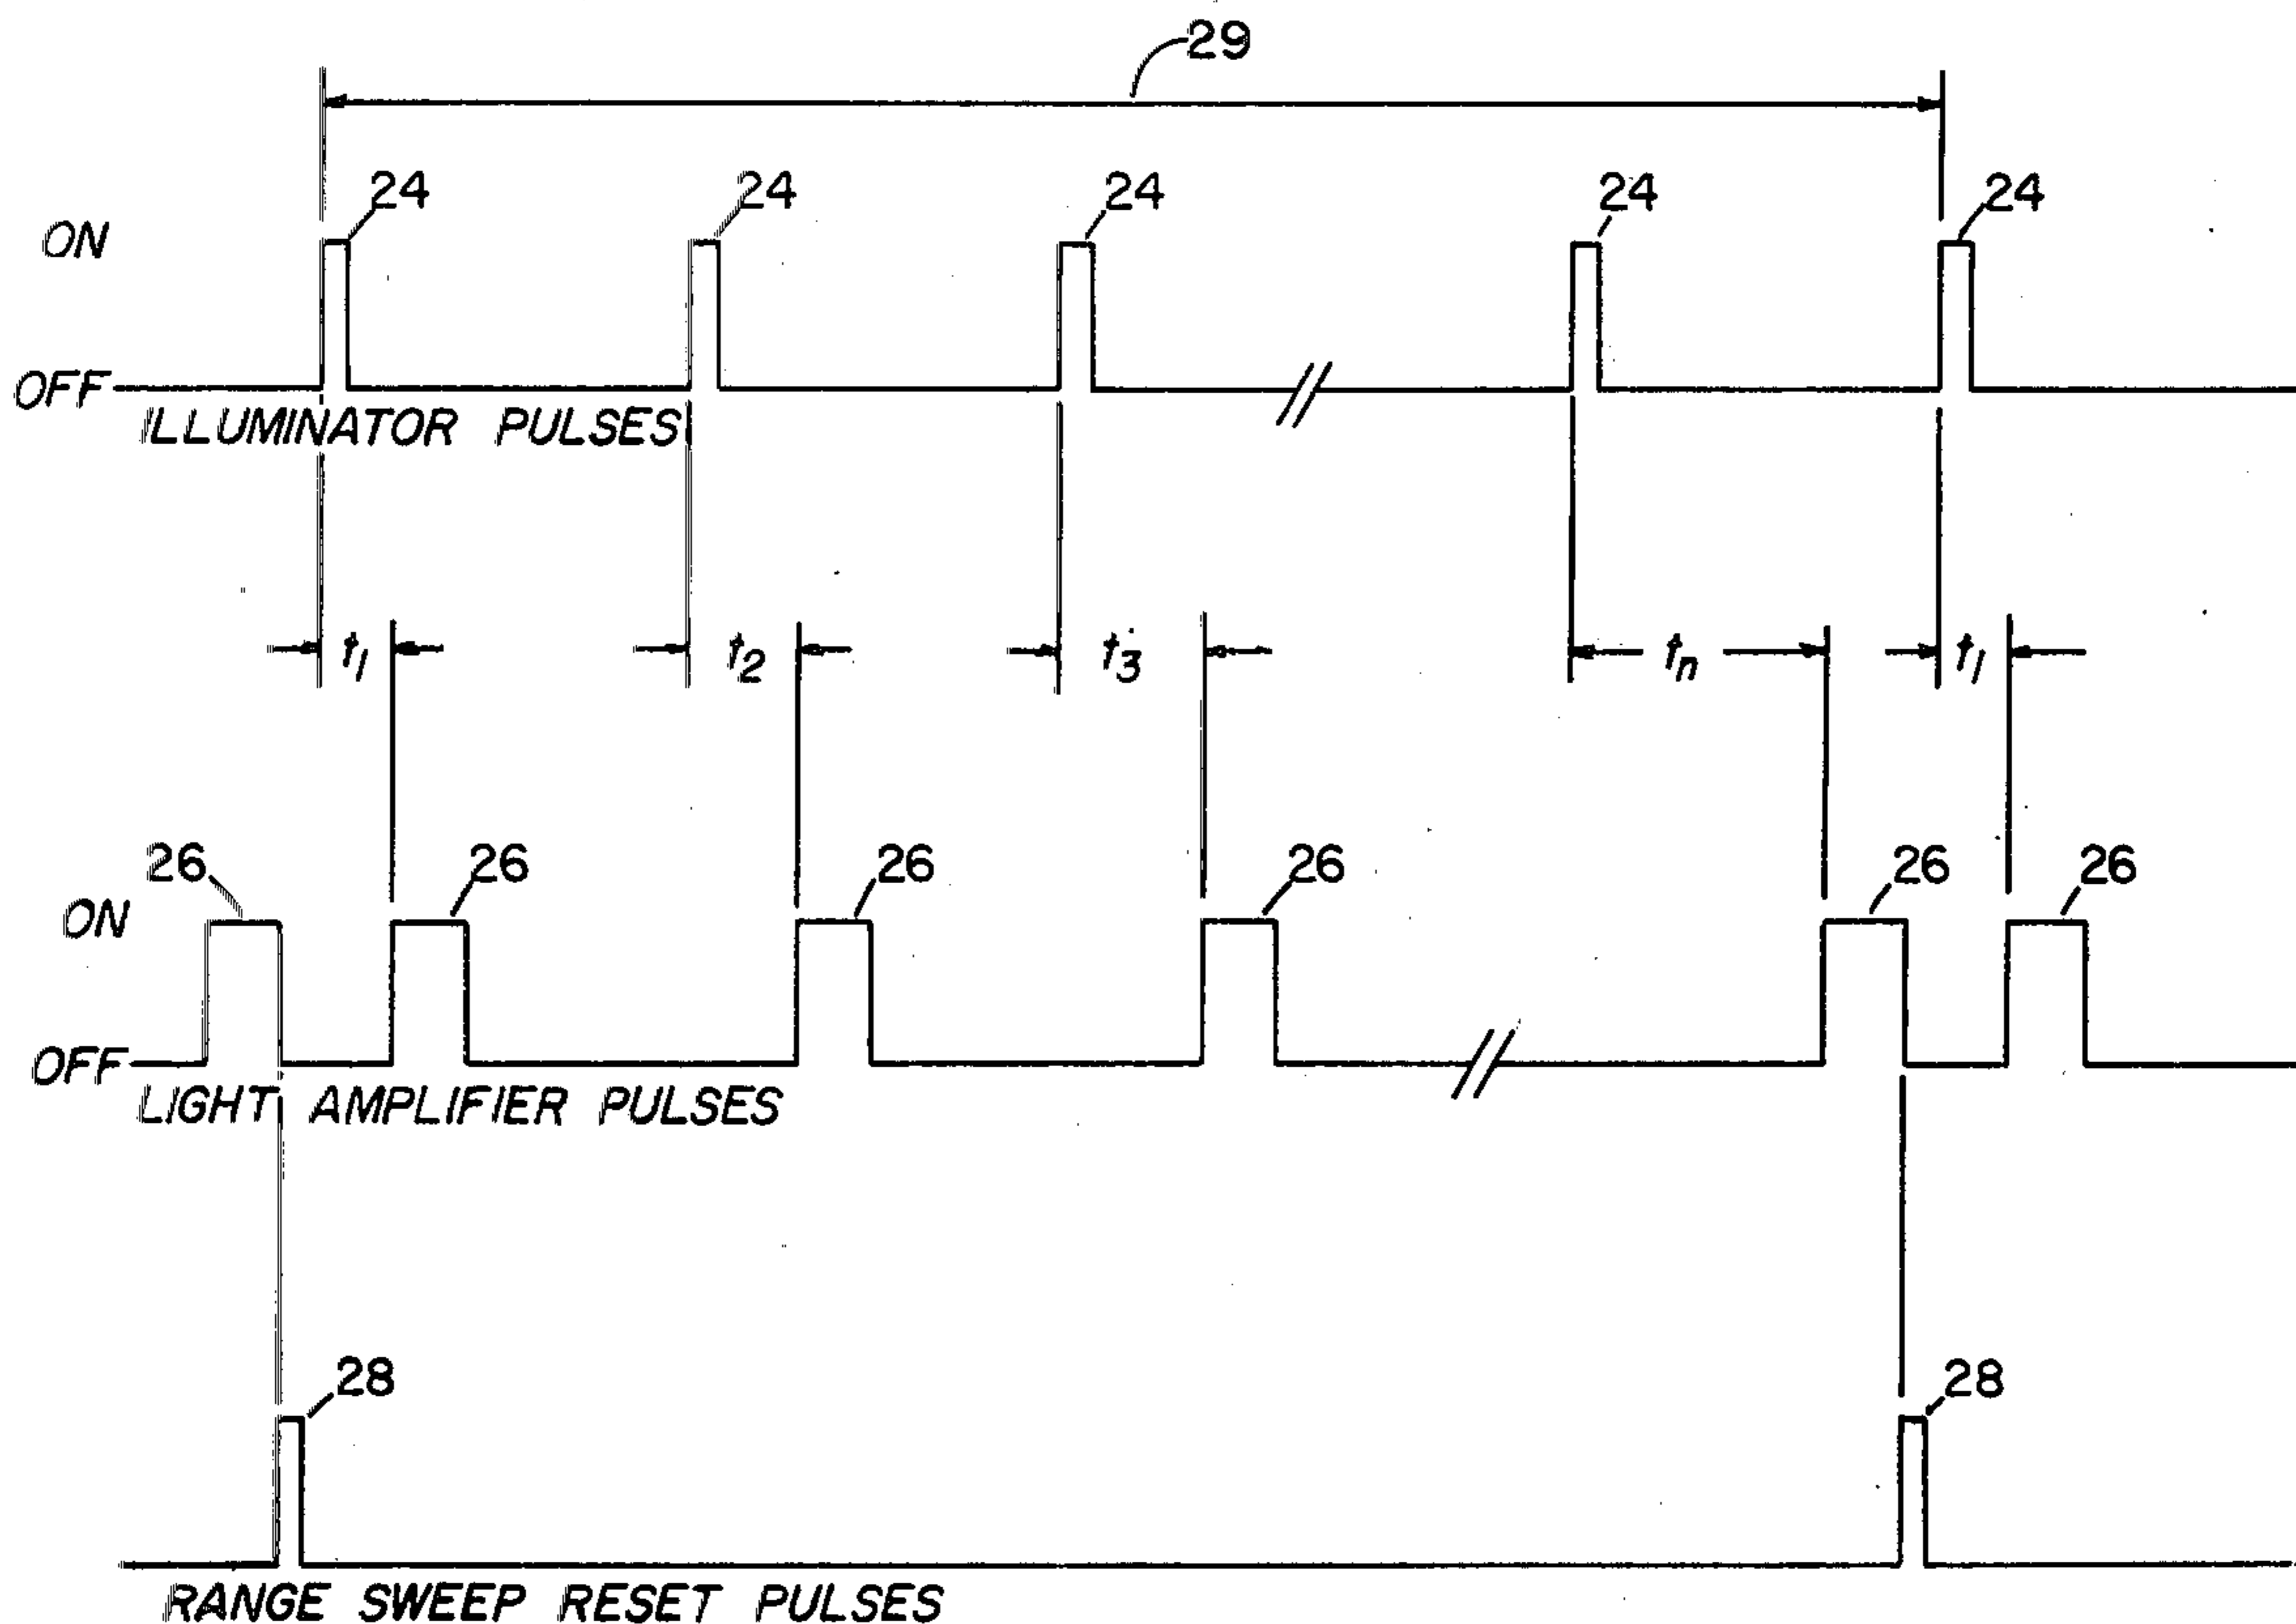 29
24 24 24 24 24
ON
OFF
ILLUMINATOR PULSES
t1 t2 t3 tn t1
26 26 26 26 26 26
ON
OFF
LIGHT AMPLIFIER PULSES
28 28
RANGE SWEEP RESET PULSES